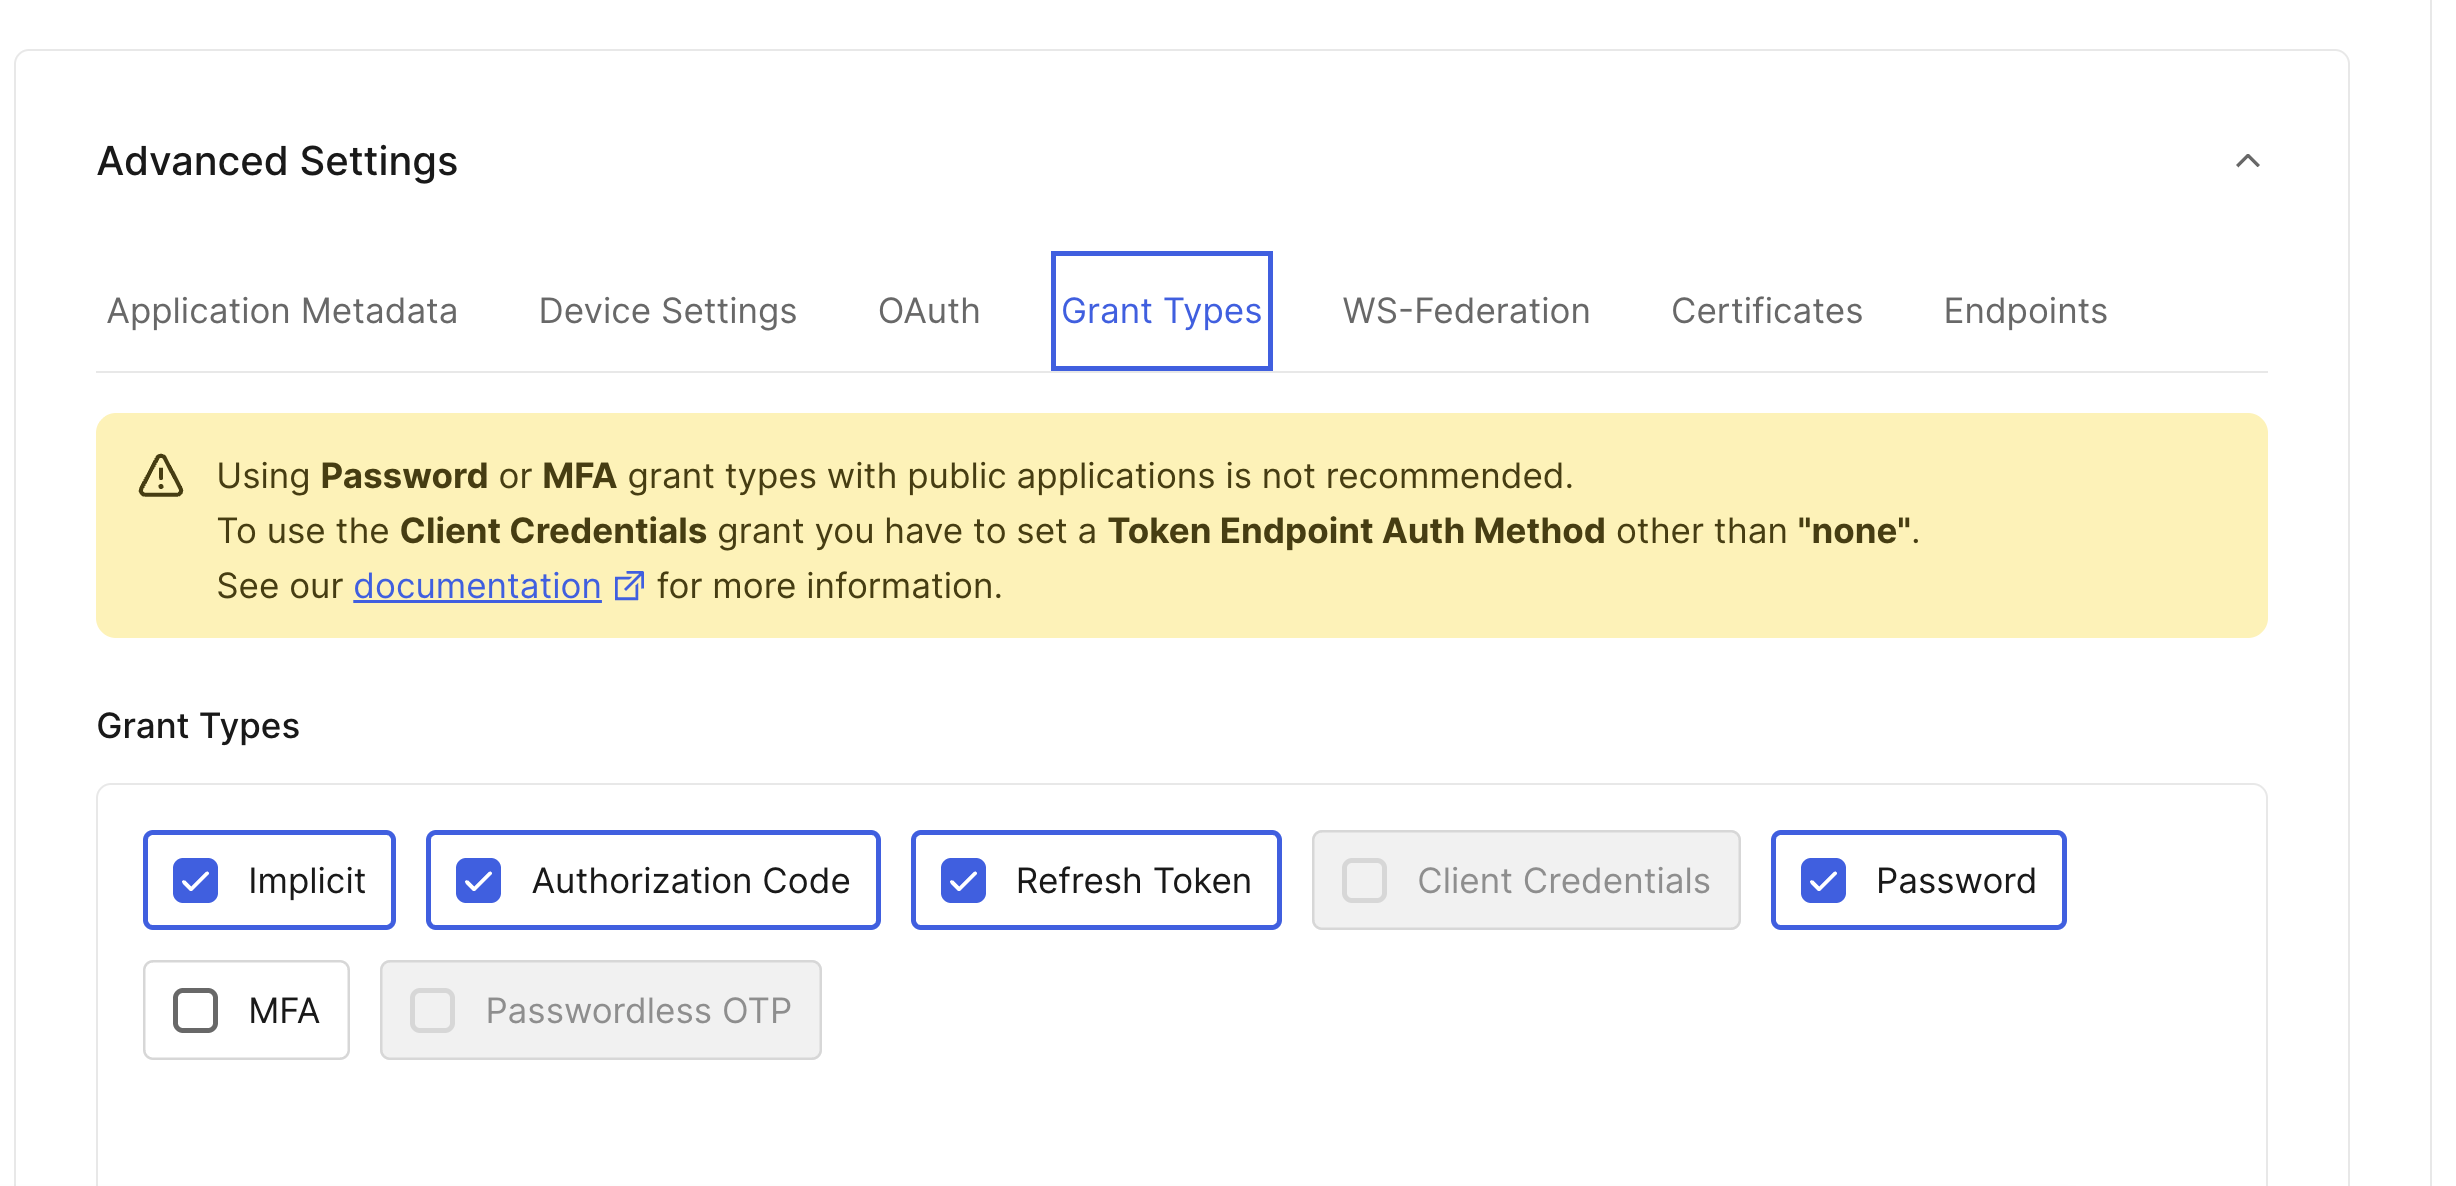 Advanced Settings
Application Metadata Device Settings OAuth Grant Types WS-Federation Certificates Endpoints
Using Password or MFA grant types with public applications is not recommended.
To use the Client Credentials grant you have to set a Token Endpoint Auth Method other than "none".
See our documentation for more information.
Grant Types
Implicit Authorization Code Refresh Token Client Credentials Password
MFA Passwordless OTP